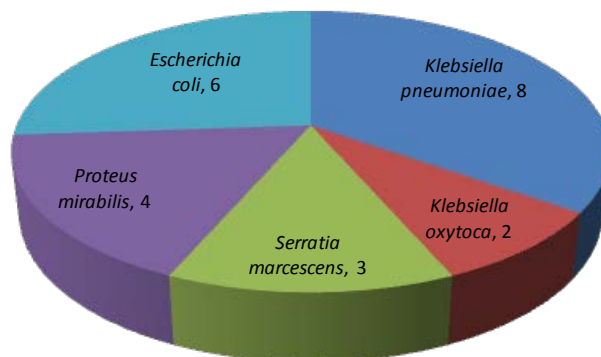 Escherichia
coli, 6
Klebsiella
pneumoniae, 8
Proteus
mirabilis, 4
Klebsiella
oxytoca, 2
Serratia
marcescens, 3